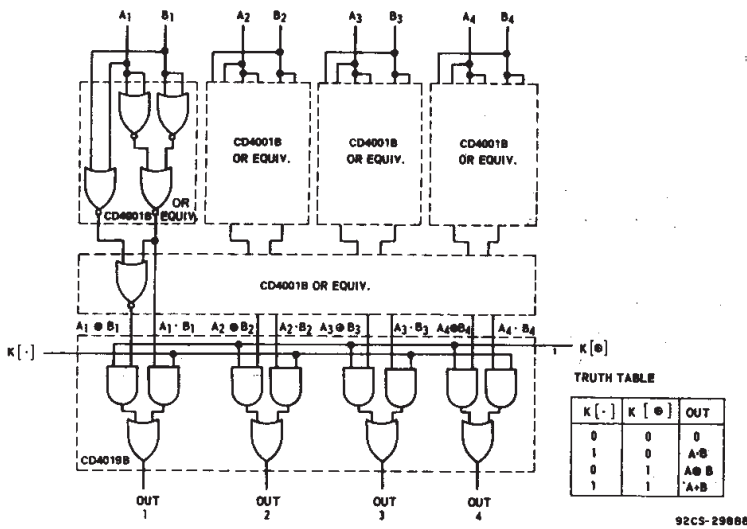 A1 B1 A2 B2 A3 B3 A4 B4
CD4001B
OR EQUIV.
CD4001B
OR EQUIV.
CD4001B
OR EQUIV.
OR
CD4001B EQUIV.
CD4001B OR EQUIV.
A1 ⊕ B1 A1 · B1 A2 ⊕ B2 A2 · B2 A3 ⊕ B3 A3 · B3 A4 ⊕ B4 A4 · B4
K [·]
K [⊕]
CD4019B
OUT
1
OUT
2
OUT
3
OUT
4
TRUTH TABLE
K [·] K [⊕] OUT
0 0 0
1 0 A·B
0 1 A⊕B
1 1 A+B
92CS-29888